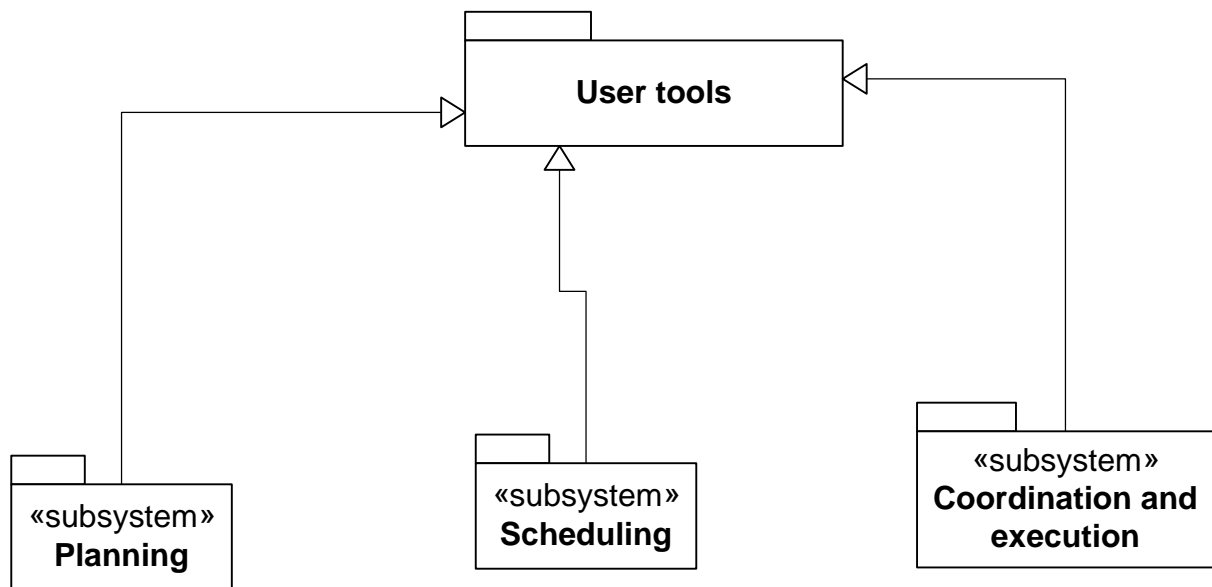 User tools
«subsystem»
Planning
«subsystem»
Scheduling
«subsystem»
Coordination and
execution